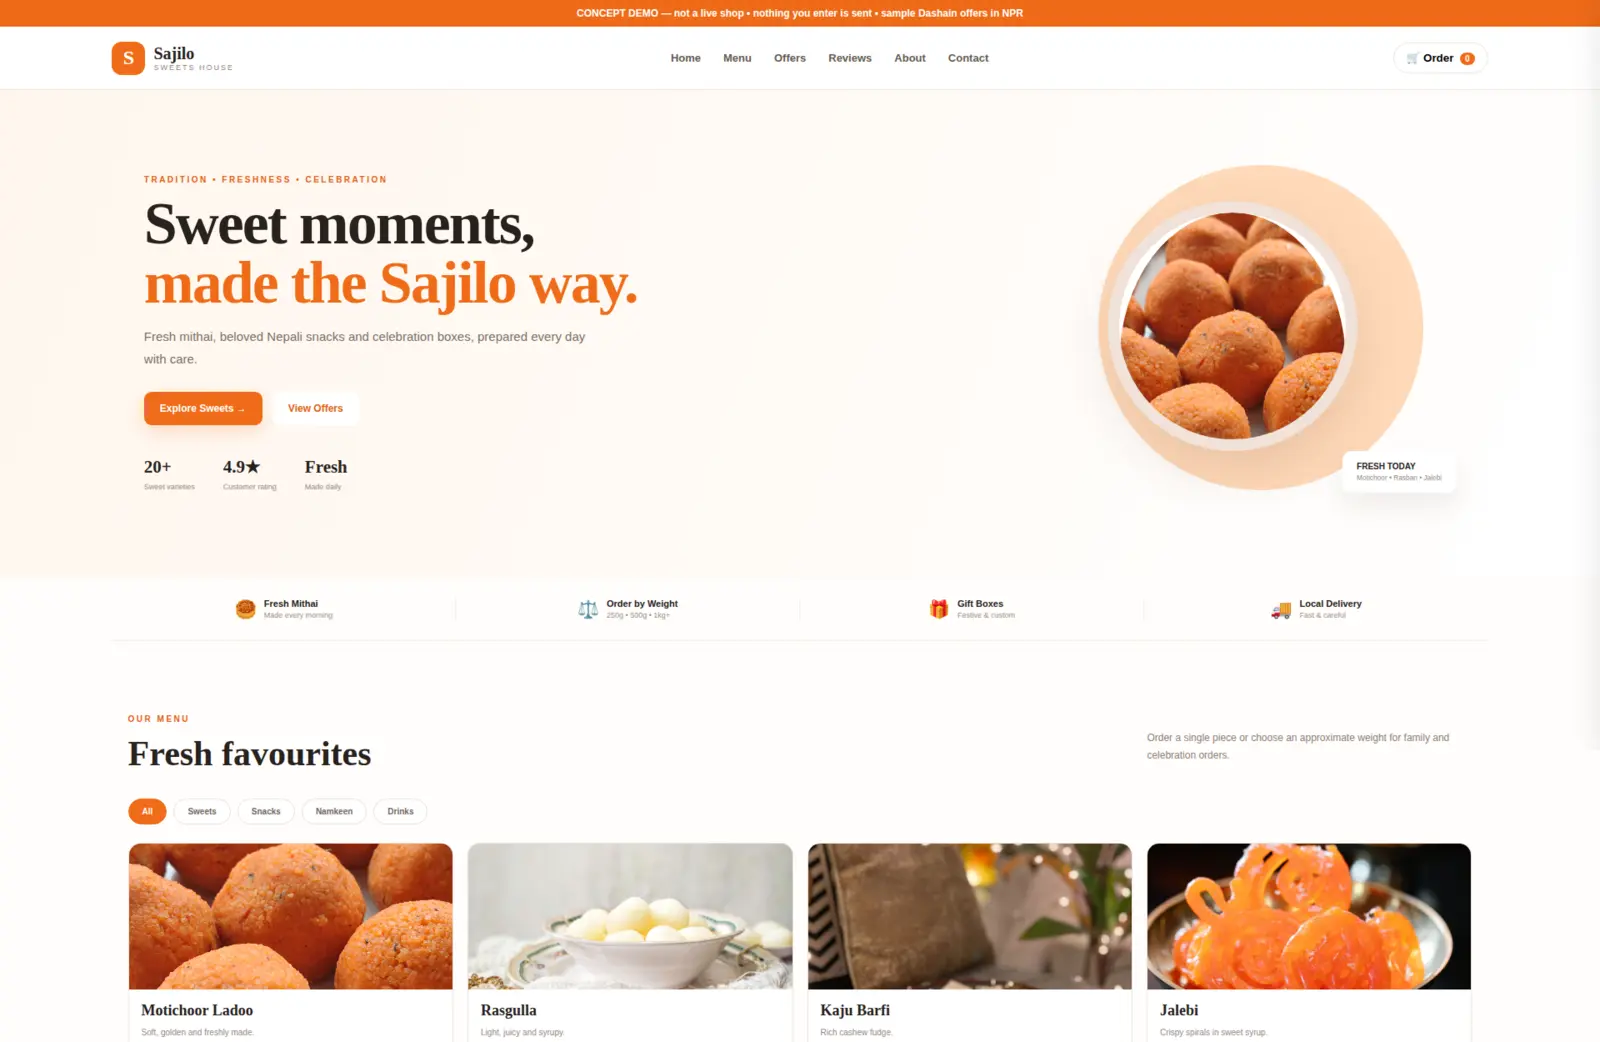 CONCEPT DEMO — not a live shop • nothing you enter is sent • sample Dashain offers in NPR
S
Sajilo
SWEETS HOUSE
Home Menu Offers Reviews About Contact
Order 0
TRADITION • FRESHNESS • CELEBRATION
Sweet moments,
made the Sajilo way.
Fresh mithai, beloved Nepali snacks and celebration boxes, prepared every day
with care.
Explore Sweets →
View Offers
20+
Sweet varieties
4.9★
Customer rating
Fresh
Made daily
FRESH TODAY
Motichoor • Rasbari • Jalebi
Fresh Mithai
Made every morning
Order by Weight
250g • 500g • 1kg+
Gift Boxes
Festive & custom
Local Delivery
Fast & careful
OUR MENU
Fresh favourites
Order a single piece or choose an approximate weight for family and
celebration orders.
All Sweets Snacks Namkeen Drinks
Motichoor Ladoo
Soft, golden and freshly made.
Rasgulla
Light, juicy and syrupy.
Kaju Barfi
Rich cashew fudge.
Jalebi
Crispy spirals in sweet syrup.